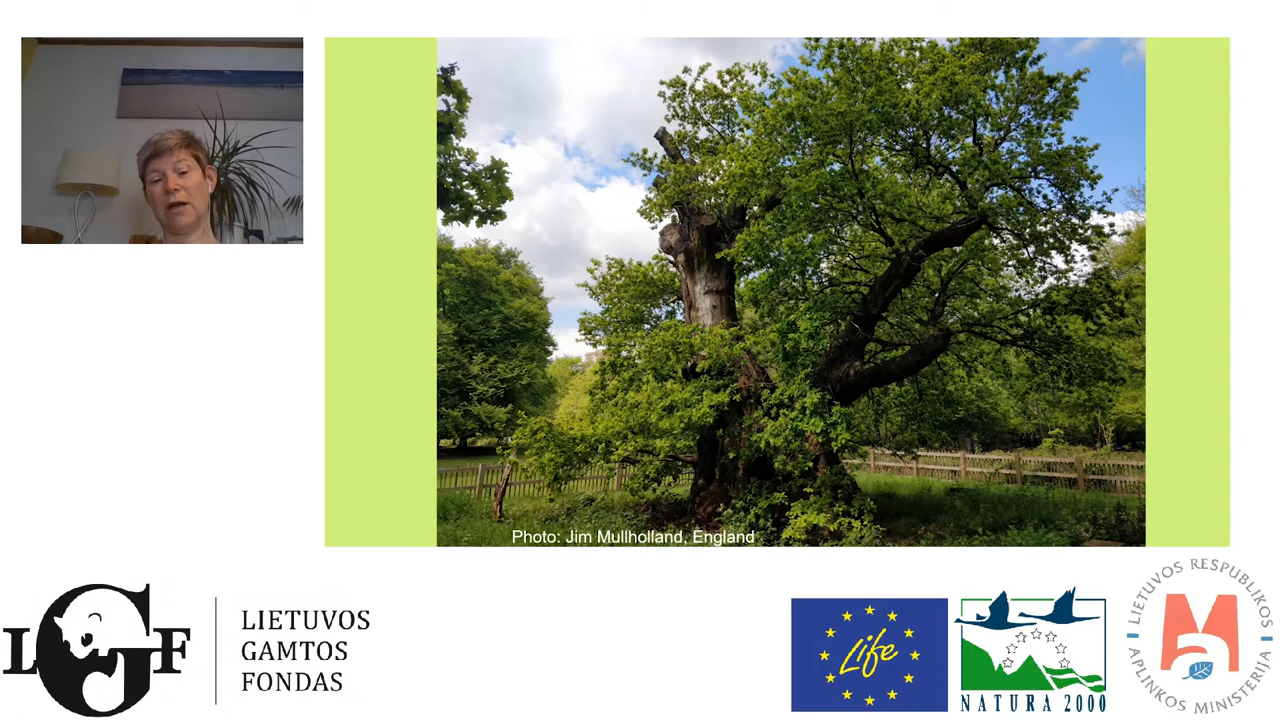 Photo: Jim Mullholland, England
LGF
LIETUVOS
GAMTOS
FONDAS
Life
NATURA 2000
LIETUVOS RESPUBLIKOS
APLINKOS MINISTERIJA